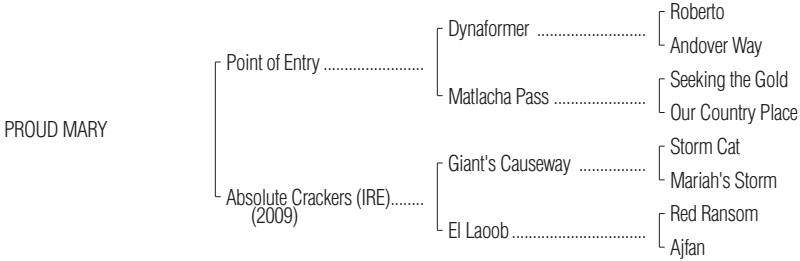 Roberto
Dynaformer ..........................
Andover Way
Point of Entry ........................
Seeking the Gold
Matlacha Pass ......................
Our Country Place
PROUD MARY
Storm Cat
Giant's Causeway ................
Mariah's Storm
Absolute Crackers (IRE)........
(2009)
Red Ransom
El Laoob................................
Ajfan